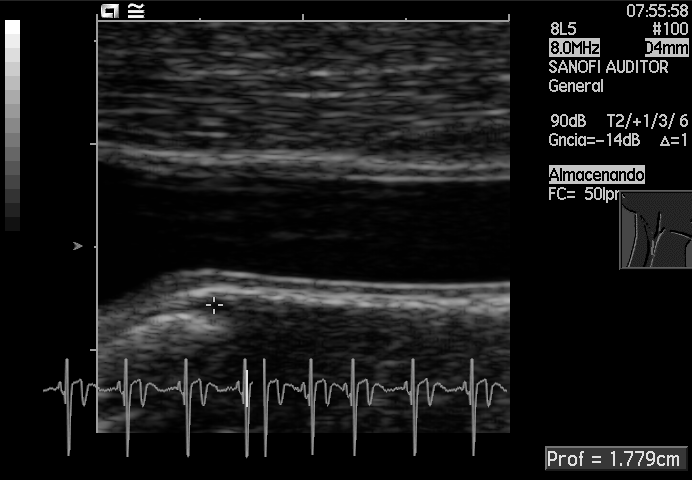 07:55:58
8L5 #100
8.0MHz 04mm
SANOFI AUDITOR
General
90dB T2/+1/3/ 6
Gncia=-14dB Δ=1
Almacenando
FC= 50lpm
Prof = 1.779cm